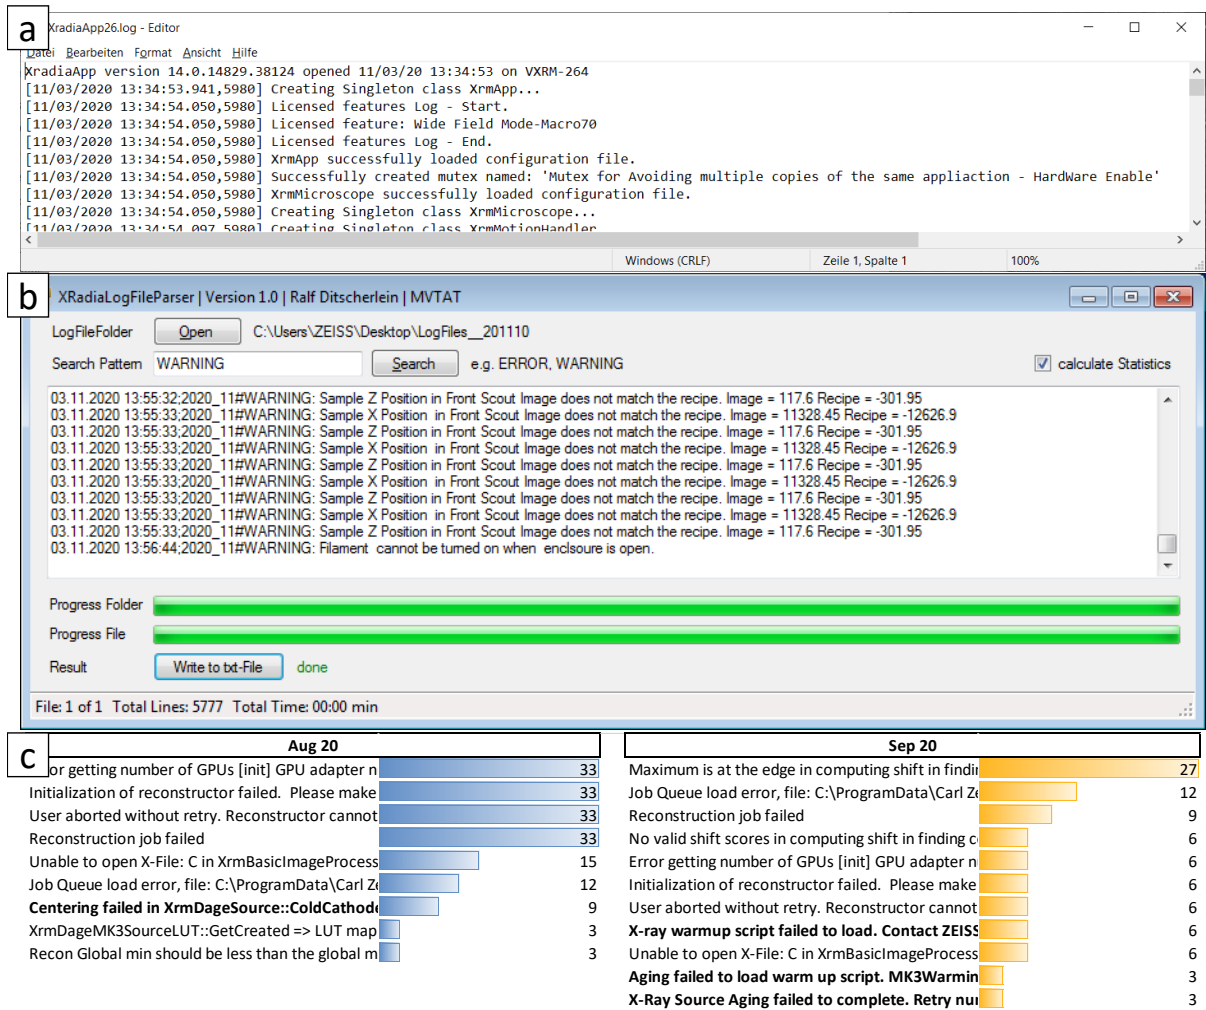 a
XradiaApp26.log - Editor
Datei Bearbeiten Format Ansicht Hilfe
XradiaApp version 14.0.14829.38124 opened 11/03/20 13:34:53 on VXRM-264
[11/03/2020 13:34:53.941,5980] Creating Singleton class XrmApp...
[11/03/2020 13:34:54.050,5980] Licensed features Log - Start.
[11/03/2020 13:34:54.050,5980] Licensed feature: Wide Field Mode-Macro70
[11/03/2020 13:34:54.050,5980] Licensed features Log - End.
[11/03/2020 13:34:54.050,5980] XrmApp successfully loaded configuration file.
[11/03/2020 13:34:54.050,5980] Successfully created mutex named: 'Mutex for Avoiding multiple copies of the same appliaction - HardWare Enable'
[11/03/2020 13:34:54.050,5980] XrmMicroscope successfully loaded configuration file.
[11/03/2020 13:34:54.050,5980] Creating Singleton class XrmMicroscope...
[11/03/2020 13:34:54.097,5980] Creating Singleton class XrmMotionHandler
Windows (CRLF) Zeile 1, Spalte 1 100%
b
XRadiaLogFileParser | Version 1.0 | Ralf Ditscherlein | MVTAT
LogFileFolder Open C:\Users\ZEISS\Desktop\LogFiles__201110
Search Pattern WARNING Search e.g. ERROR, WARNING calculate Statistics
03.11.2020 13:55:32;2020_11#WARNING: Sample Z Position in Front Scout Image does not match the recipe. Image = 117.6 Recipe = -301.95
03.11.2020 13:55:33;2020_11#WARNING: Sample X Position  in Front Scout Image does not match the recipe. Image = 11328.45 Recipe = -12626.9
03.11.2020 13:55:33;2020_11#WARNING: Sample Z Position in Front Scout Image does not match the recipe. Image = 117.6 Recipe = -301.95
03.11.2020 13:55:33;2020_11#WARNING: Sample X Position  in Front Scout Image does not match the recipe. Image = 11328.45 Recipe = -12626.9
03.11.2020 13:55:33;2020_11#WARNING: Sample Z Position in Front Scout Image does not match the recipe. Image = 117.6 Recipe = -301.95
03.11.2020 13:55:33;2020_11#WARNING: Sample X Position  in Front Scout Image does not match the recipe. Image = 11328.45 Recipe = -12626.9
03.11.2020 13:55:33;2020_11#WARNING: Sample Z Position in Front Scout Image does not match the recipe. Image = 117.6 Recipe = -301.95
03.11.2020 13:55:33;2020_11#WARNING: Sample X Position  in Front Scout Image does not match the recipe. Image = 11328.45 Recipe = -12626.9
03.11.2020 13:55:33;2020_11#WARNING: Sample Z Position in Front Scout Image does not match the recipe. Image = 117.6 Recipe = -301.95
03.11.2020 13:56:44;2020_11#WARNING: Filament  cannot be turned on when  enclsoure is open.
Progress Folder
Progress File
Result Write to txt-File done
File: 1 of 1 Total Lines: 5777 Total Time: 00:00 min
c
Aug 20
or getting number of GPUs [init] GPU adapter n 33
Initialization of reconstructor failed.  Please make 33
User aborted without retry. Reconstructor cannot 33
Reconstruction job failed 33
Unable to open X-File: C in XrmBasicImageProcess 15
Job Queue load error, file: C:\ProgramData\Carl Ze 12
Centering failed in XrmDageSource::ColdCathode 9
XrmDageMK3SourceLUT::GetCreated => LUT map 3
Recon Global min should be less than the global m 3
Sep 20
Maximum is at the edge in computing shift in findin 27
Job Queue load error, file: C:\ProgramData\Carl Ze 12
Reconstruction job failed 9
No valid shift scores in computing shift in finding c 6
Error getting number of GPUs [init] GPU adapter n 6
Initialization of reconstructor failed.  Please make 6
User aborted without retry. Reconstructor cannot 6
X-ray warmup script failed to load. Contact ZEISS 6
Unable to open X-File: C in XrmBasicImageProcess 6
Aging failed to load warm up script. MK3Warmin 3
X-Ray Source Aging failed to complete. Retry nu 3